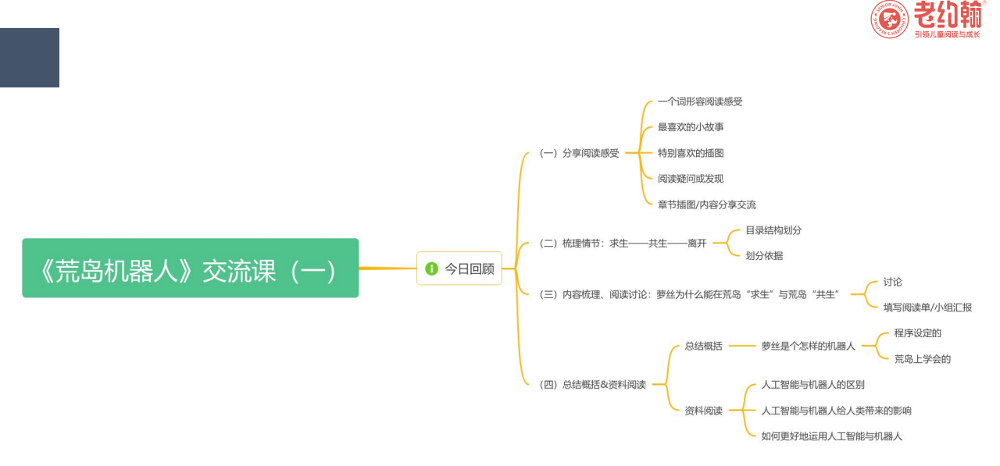 SENIOR JOHN
CHILDREN'S READING
老约翰
引领儿童阅读与成长
《荒岛机器人》交流课（一）
今日回顾
（一）分享阅读感受
一个词形容阅读感受
最喜欢的小故事
特别喜欢的插图
阅读疑问或发现
章节插图/内容分享交流
（二）梳理情节：求生——共生——离开
目录结构划分
划分依据
（三）内容梳理、阅读讨论：萝丝为什么能在荒岛“求生”与荒岛“共生”
讨论
填写阅读单/小组汇报
（四）总结概括&资料阅读
总结概括
萝丝是个怎样的机器人
程序设定的
荒岛上学会的
资料阅读
人工智能与机器人的区别
人工智能与机器人给人类带来的影响
如何更好地运用人工智能与机器人